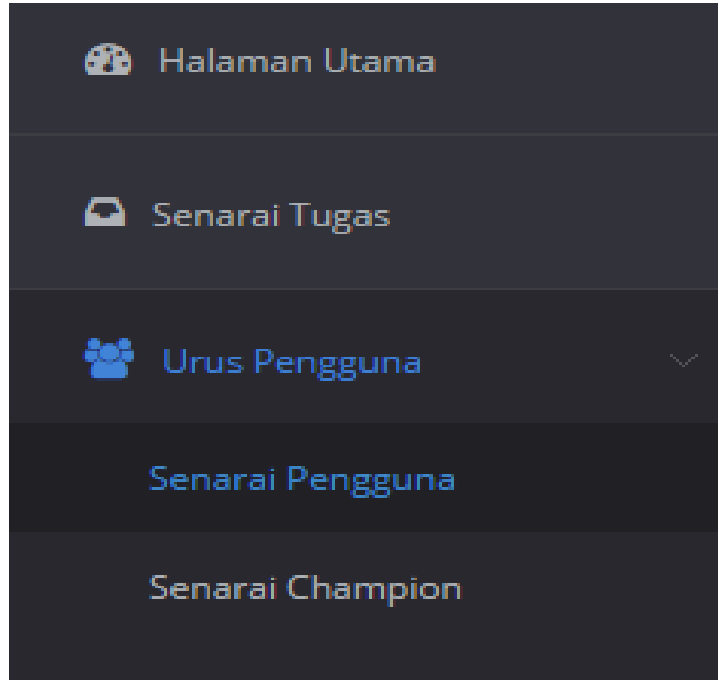 Halaman Utama
Senarai Tugas
Urus Pengguna
Senarai Pengguna
Senarai Champion